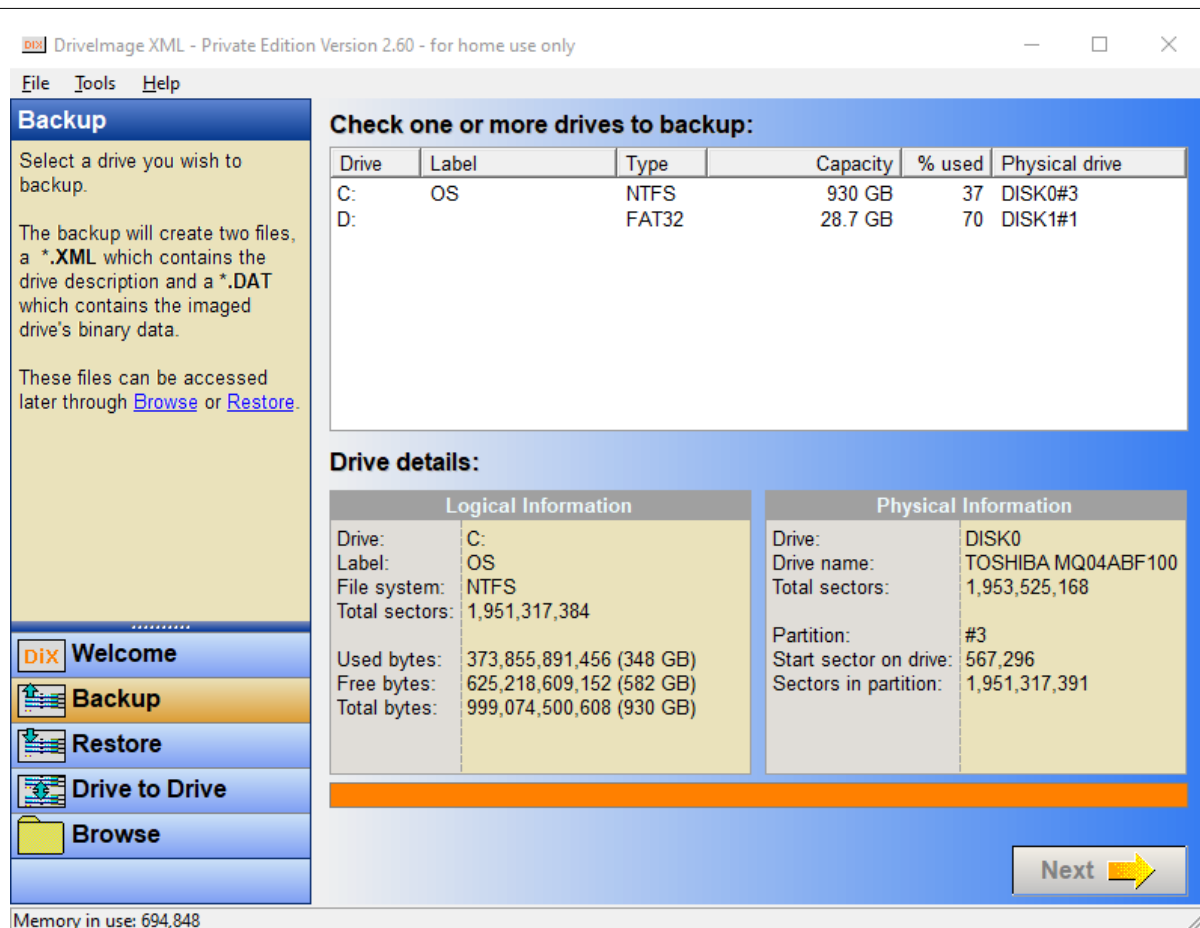 DiX DriveImage XML - Private Edition Version 2.60 - for home use only
File Tools Help
Backup
Select a drive you wish to
backup.
The backup will create two files,
a *.XML which contains the
drive description and a *.DAT
which contains the imaged
drive's binary data.
These files can be accessed
later through Browse or Restore.
DiX Welcome
Backup
Restore
Drive to Drive
Browse
Check one or more drives to backup:
Drive Label Type Capacity % used Physical drive
C: OS NTFS 930 GB 37 DISK0#3
D: FAT32 28.7 GB 70 DISK1#1
Drive details:
Logical Information
Drive: C:
Label: OS
File system: NTFS
Total sectors: 1,951,317,384
Used bytes: 373,855,891,456 (348 GB)
Free bytes: 625,218,609,152 (582 GB)
Total bytes: 999,074,500,608 (930 GB)
Physical Information
Drive: DISK0
Drive name: TOSHIBA MQ04ABF100
Total sectors: 1,953,525,168
Partition: #3
Start sector on drive: 567,296
Sectors in partition: 1,951,317,391
Next
Memory in use: 694,848